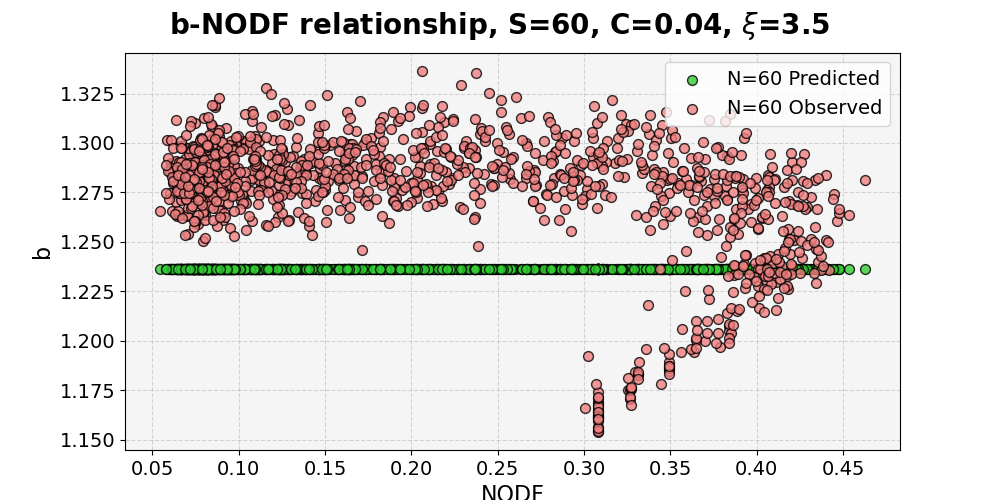 b-NODF relationship, S=60, C=0.04, ξ=3.5
N=60 Predicted
N=60 Observed
b
1.325
1.300
1.275
1.250
1.225
1.200
1.175
1.150
0.05 0.10 0.15 0.20 0.25 0.30 0.35 0.40 0.45
NODF